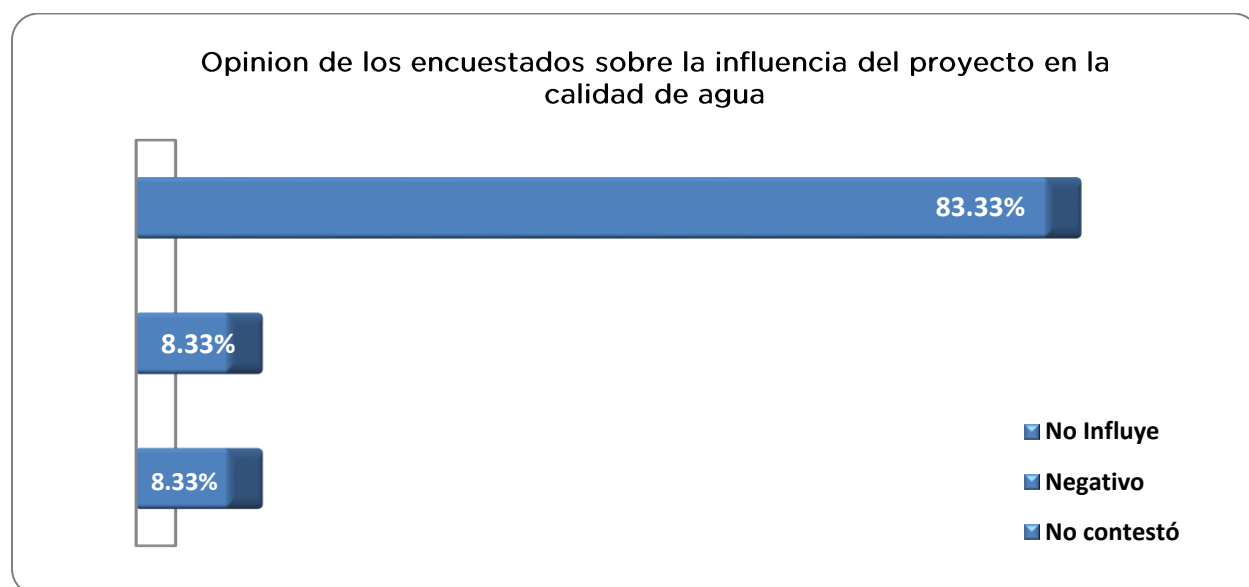 Opinion de los encuestados sobre la influencia del proyecto en la
calidad de agua
83.33%
8.33%
8.33%
No Influye
Negativo
No contestó